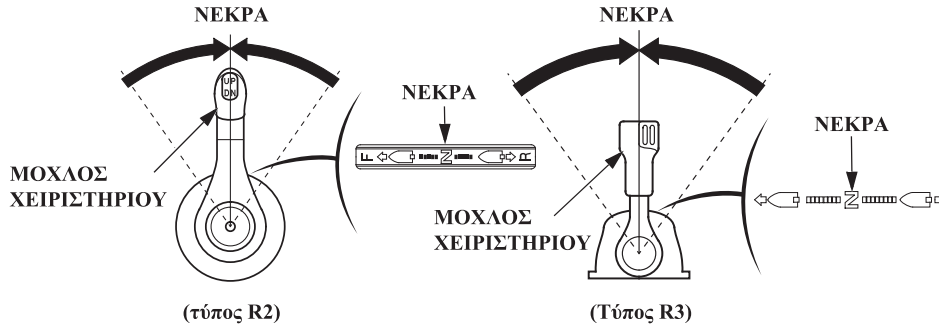 ΝΕΚΡΑ
UP
DN
ΜΟΧΛΟΣ
ΧΕΙΡΙΣΤΗΡΙΟΥ
ΝΕΚΡΑ
F N R
(τύπος R2)
ΝΕΚΡΑ
ΜΟΧΛΟΣ
ΧΕΙΡΙΣΤΗΡΙΟΥ
ΝΕΚΡΑ
N
(Τύπος R3)